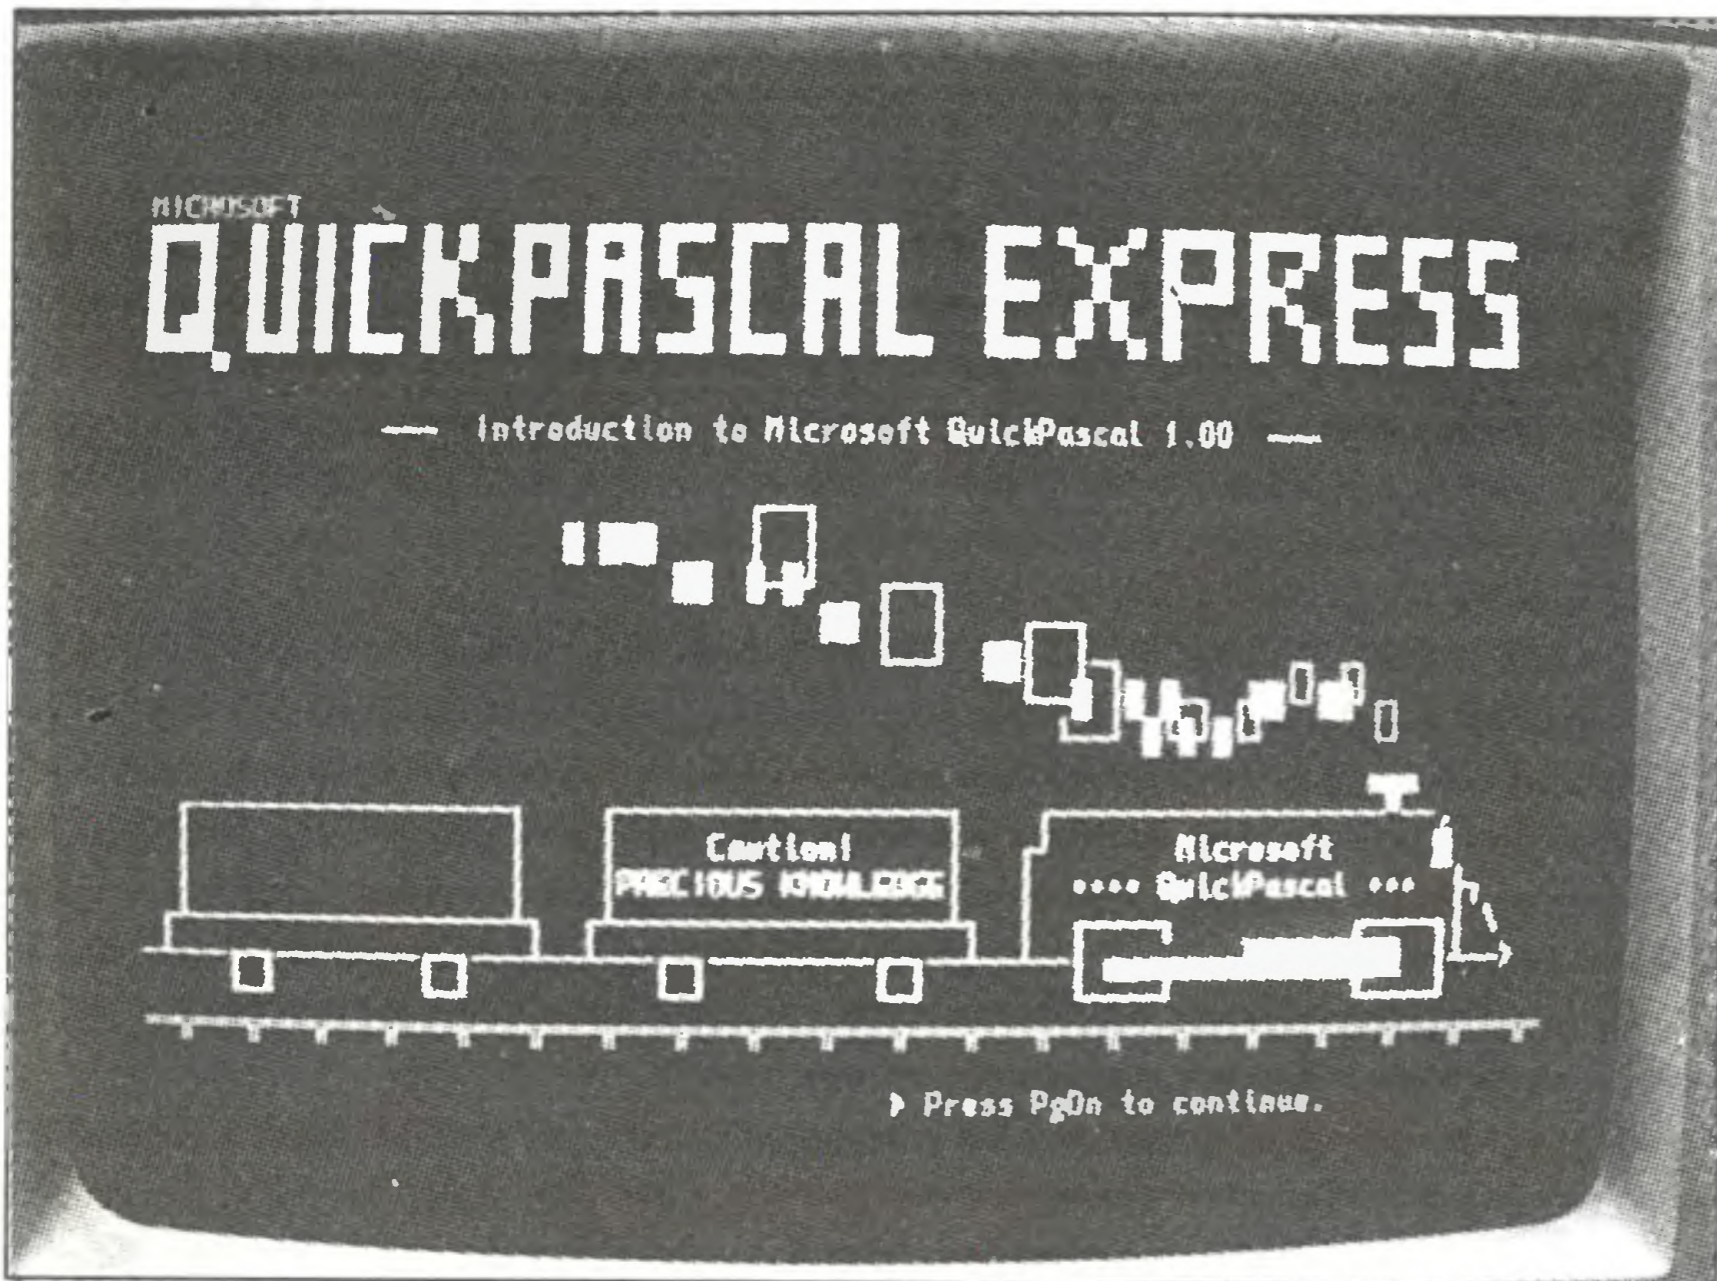 MICROSOFT
QUICKPASCAL EXPRESS
— Introduction to Microsoft QuickPascal 1.00 —
Caution!
PRECIOUS KNOWLEDGE
Microsoft
•••• QuickPascal •••
Press PgDn to continue.